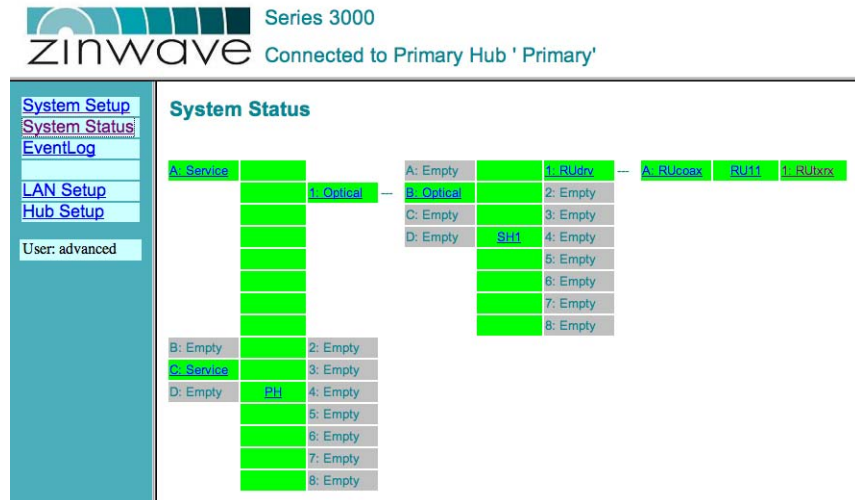 zinwave
Series 3000
Connected to Primary Hub ' Primary'
System Setup
System Status
EventLog
LAN Setup
Hub Setup
User: advanced
System Status
A: Service A: Empty 1: RUdrv --- A: RUcoax RU11 1: RUtxrx
1: Optical --- B: Optical 2: Empty
C: Empty 3: Empty
D: Empty SH1 4: Empty
5: Empty
6: Empty
7: Empty
8: Empty
B: Empty 2: Empty
C: Service 3: Empty
D: Empty PH 4: Empty
5: Empty
6: Empty
7: Empty
8: Empty